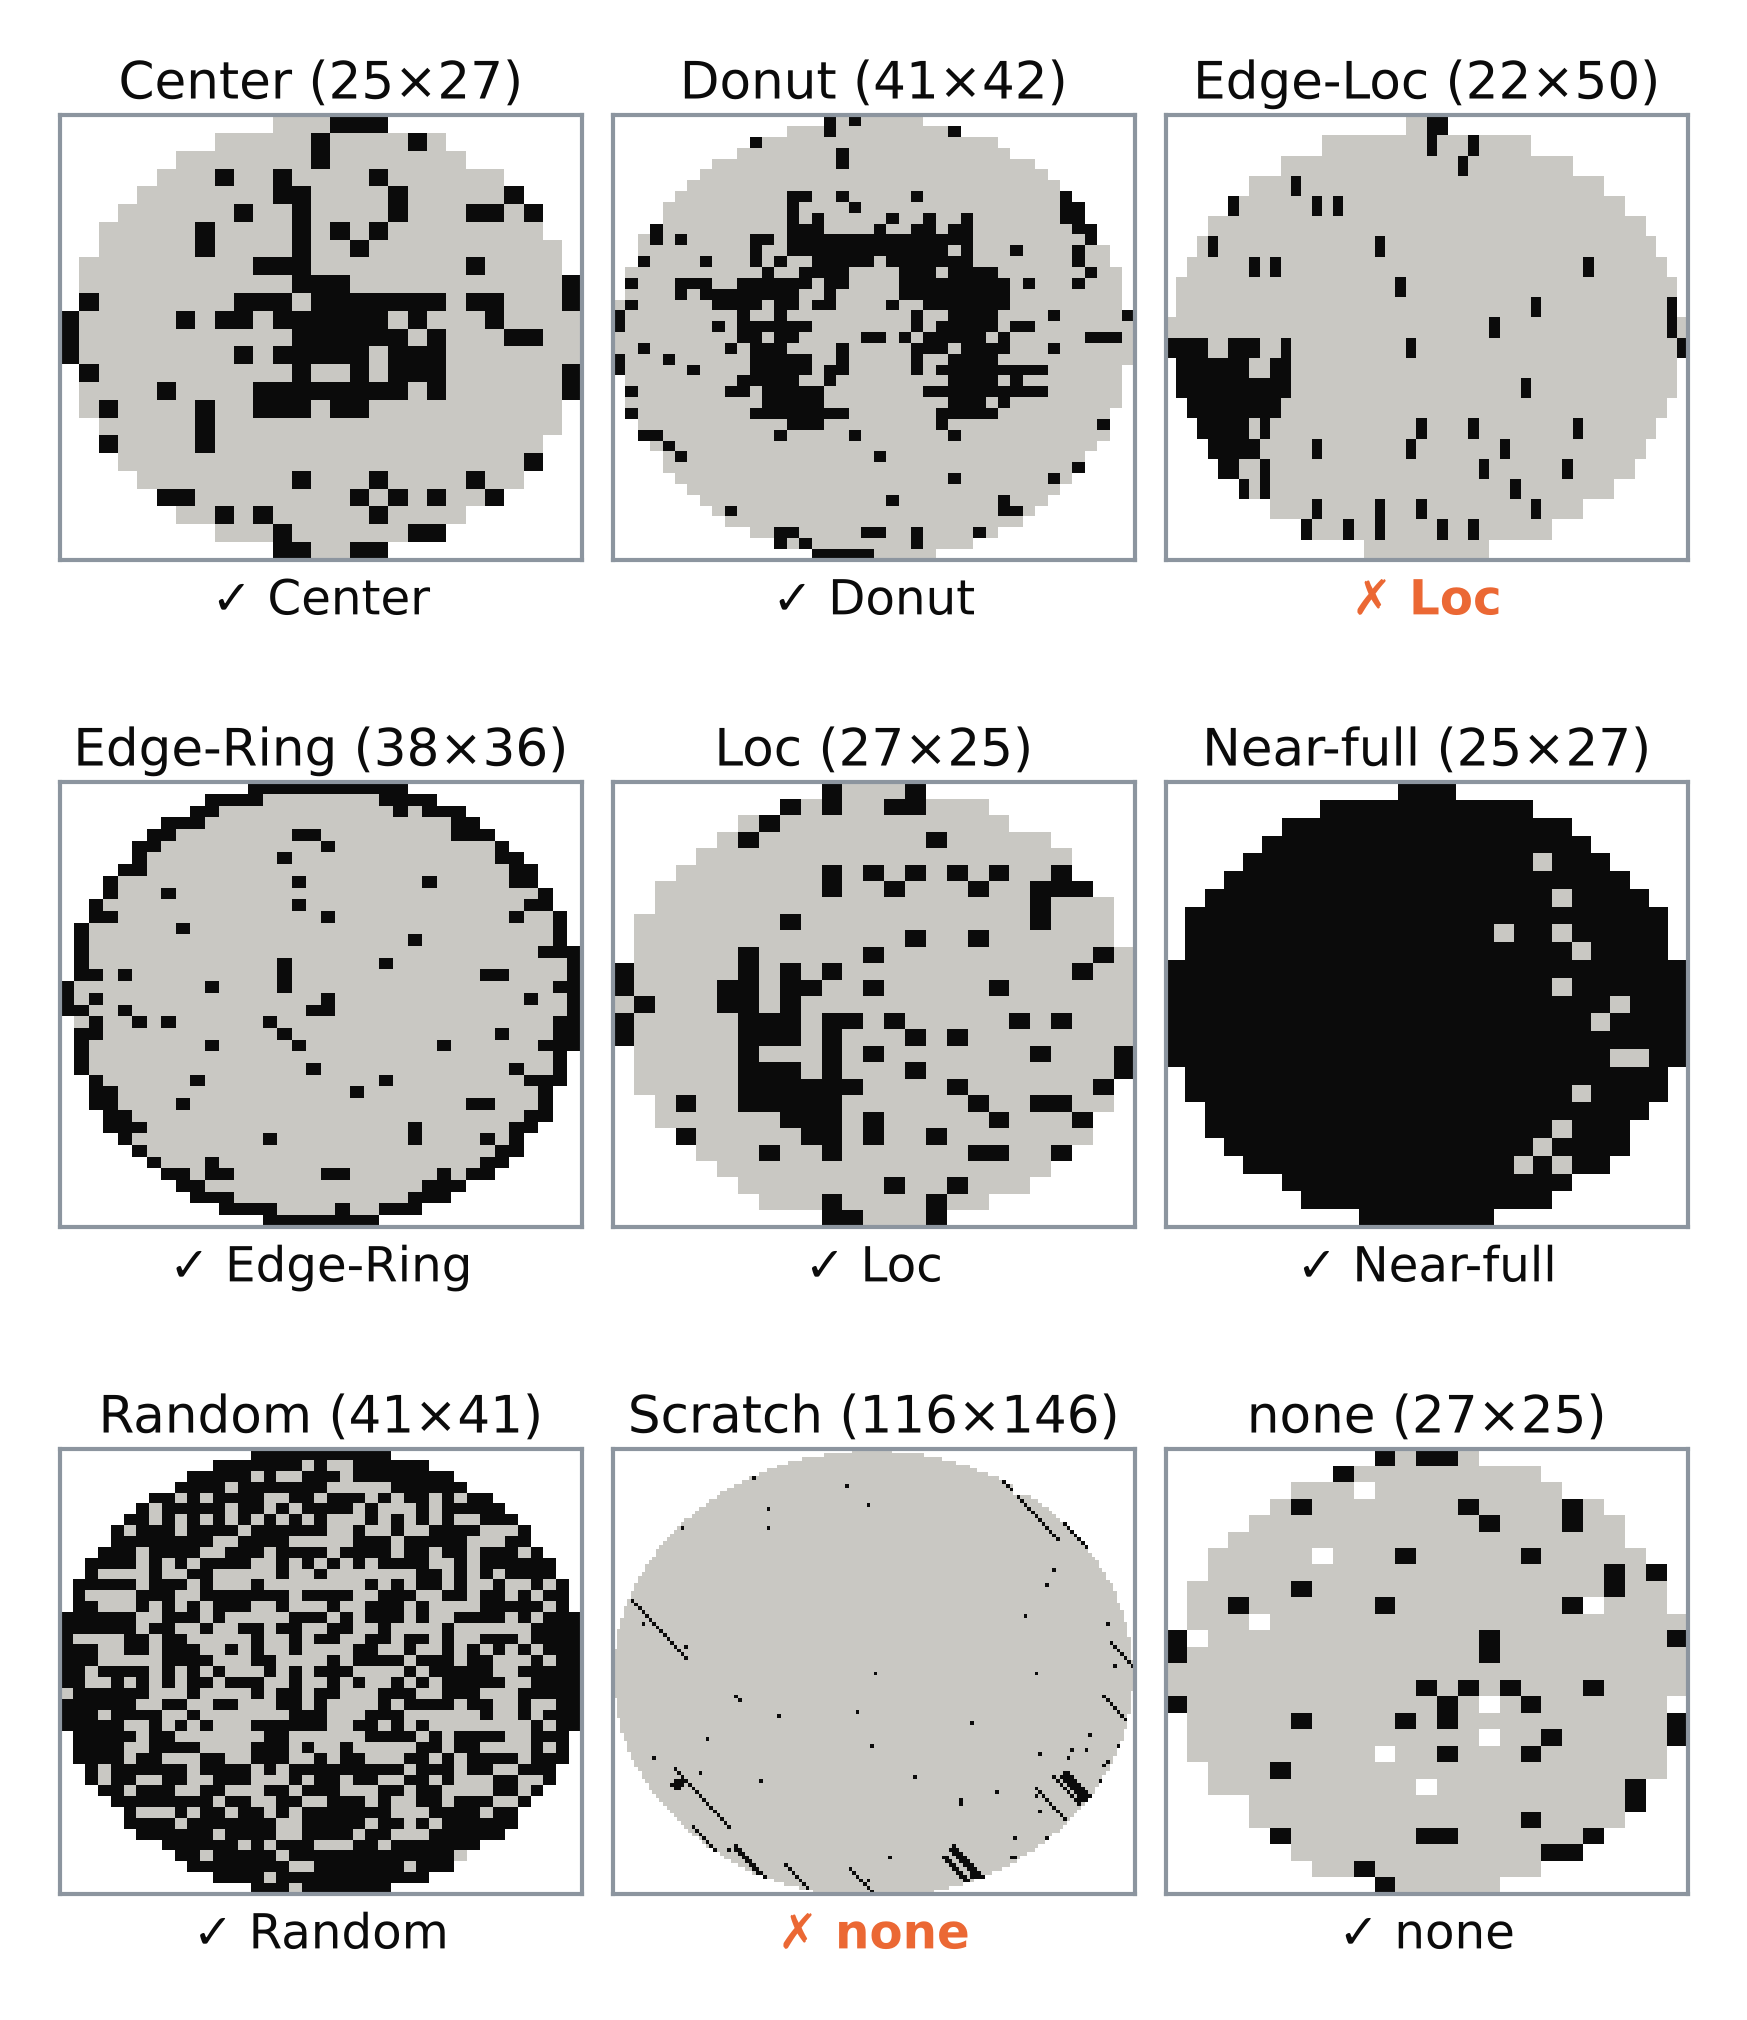 Center (25×27) Donut (41×42) Edge-Loc (22×50)
✓ Center ✓ Donut ✗ Loc
Edge-Ring (38×36) Loc (27×25) Near-full (25×27)
✓ Edge-Ring ✓ Loc ✓ Near-full
Random (41×41) Scratch (116×146) none (27×25)
✓ Random ✗ none ✓ none